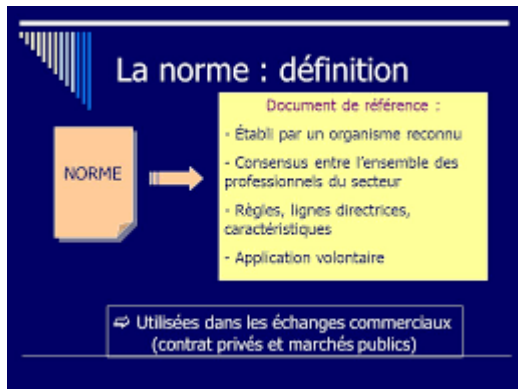 La norme : définition
NORME
Document de référence :
- Établi par un organisme reconnu
- Consensus entre l'ensemble des
professionnels du secteur
- Règles, lignes directrices,
caractéristiques
- Application volontaire
⇨ Utilisées dans les échanges commerciaux
(contrat privés et marchés publics)